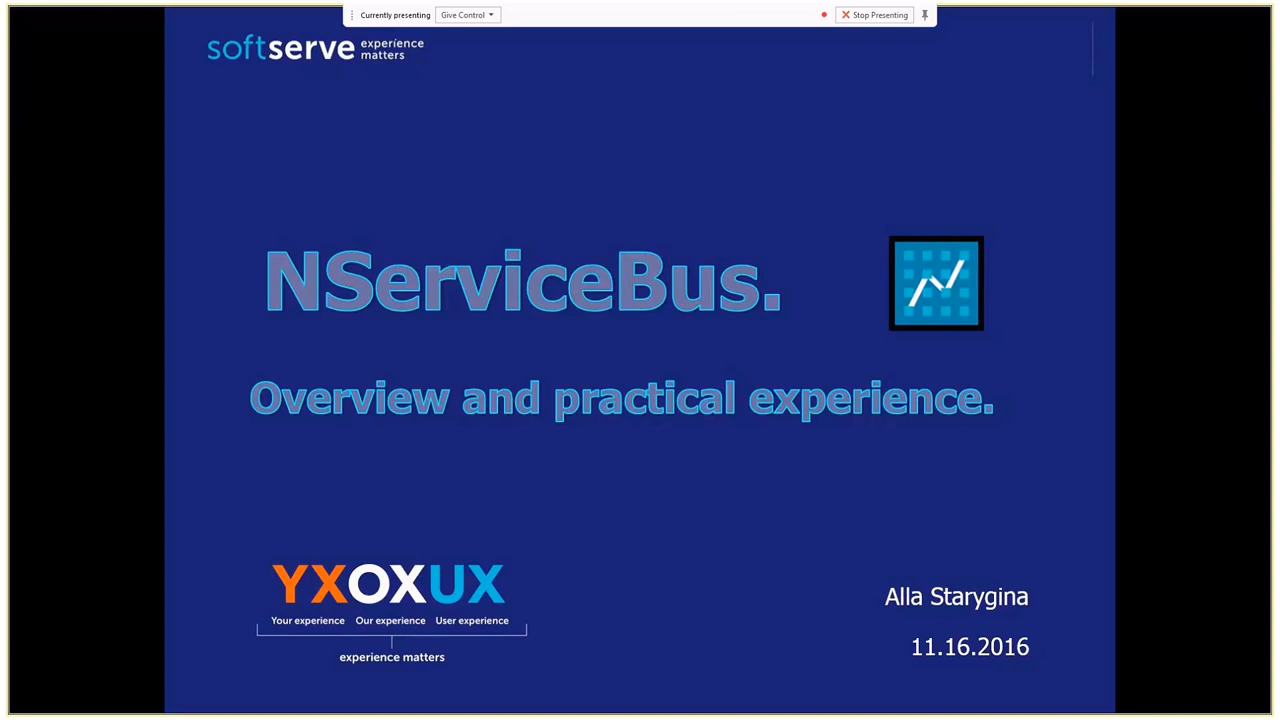 Currently presenting Give Control Stop Presenting
softserve experience
matters
NServiceBus.
Overview and practical experience.
YXOXUX
Your experience Our experience User experience
experience matters
Alla Starygina
11.16.2016